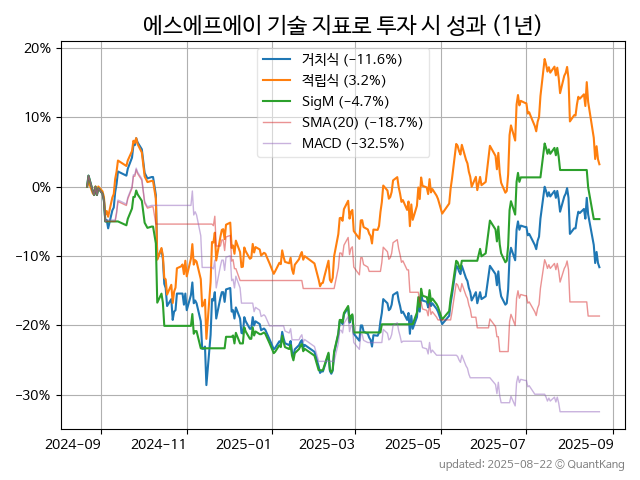 에스에프에이 기술 지표로 투자 시 성과 (1년)
20%
10%
0%
−10%
−20%
−30%
거치식 (−11.6%)
적립식 (3.2%)
SigM (−4.7%)
SMA(20) (−18.7%)
MACD (−32.5%)
2024−09
2024−11
2025−01
2025−03
2025−05
2025−07
2025−09
updated: 2025−08−22 © QuantKang